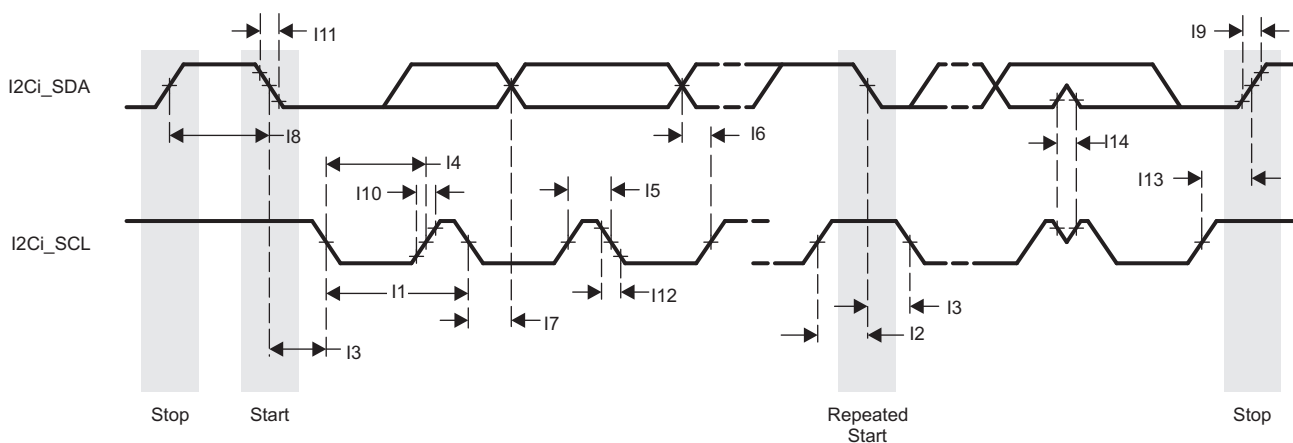 I11
I9
I2Ci_SDA
I8
I6
I4
I14
I10
I5
I13
I2Ci_SCL
I1
I12
I7
I3
I3
I2
Stop
Start
Repeated
Start
Stop